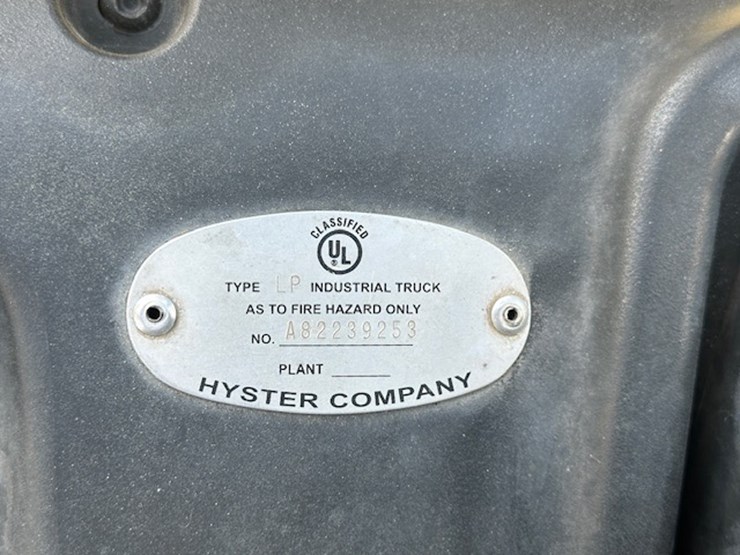 CLASSIFIED
UL
®
TYPE LP INDUSTRIAL TRUCK
AS TO FIRE HAZARD ONLY
NO. A82239253
PLANT
HYSTER COMPANY